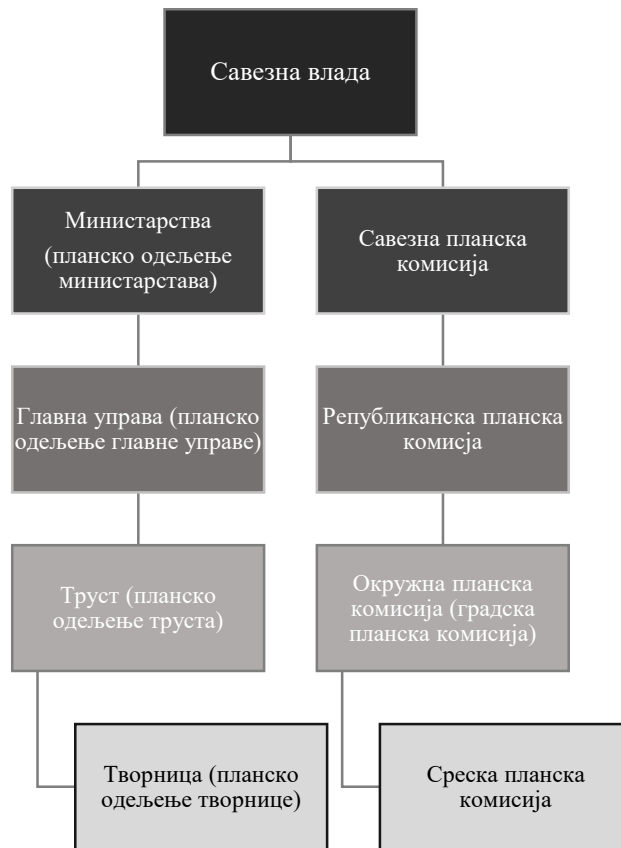 Савезна влада
Министарства
(планско одељење
министарстава)
Савезна планска
комисија
Главна управа (планско
одељење главне управе)
Републиканска планска
комисја
Труст (планско
одељење труста)
Окружна планска
комисија (градска
планска комисија)
Творница (планско
одељење творнице)
Среска планска
комисија